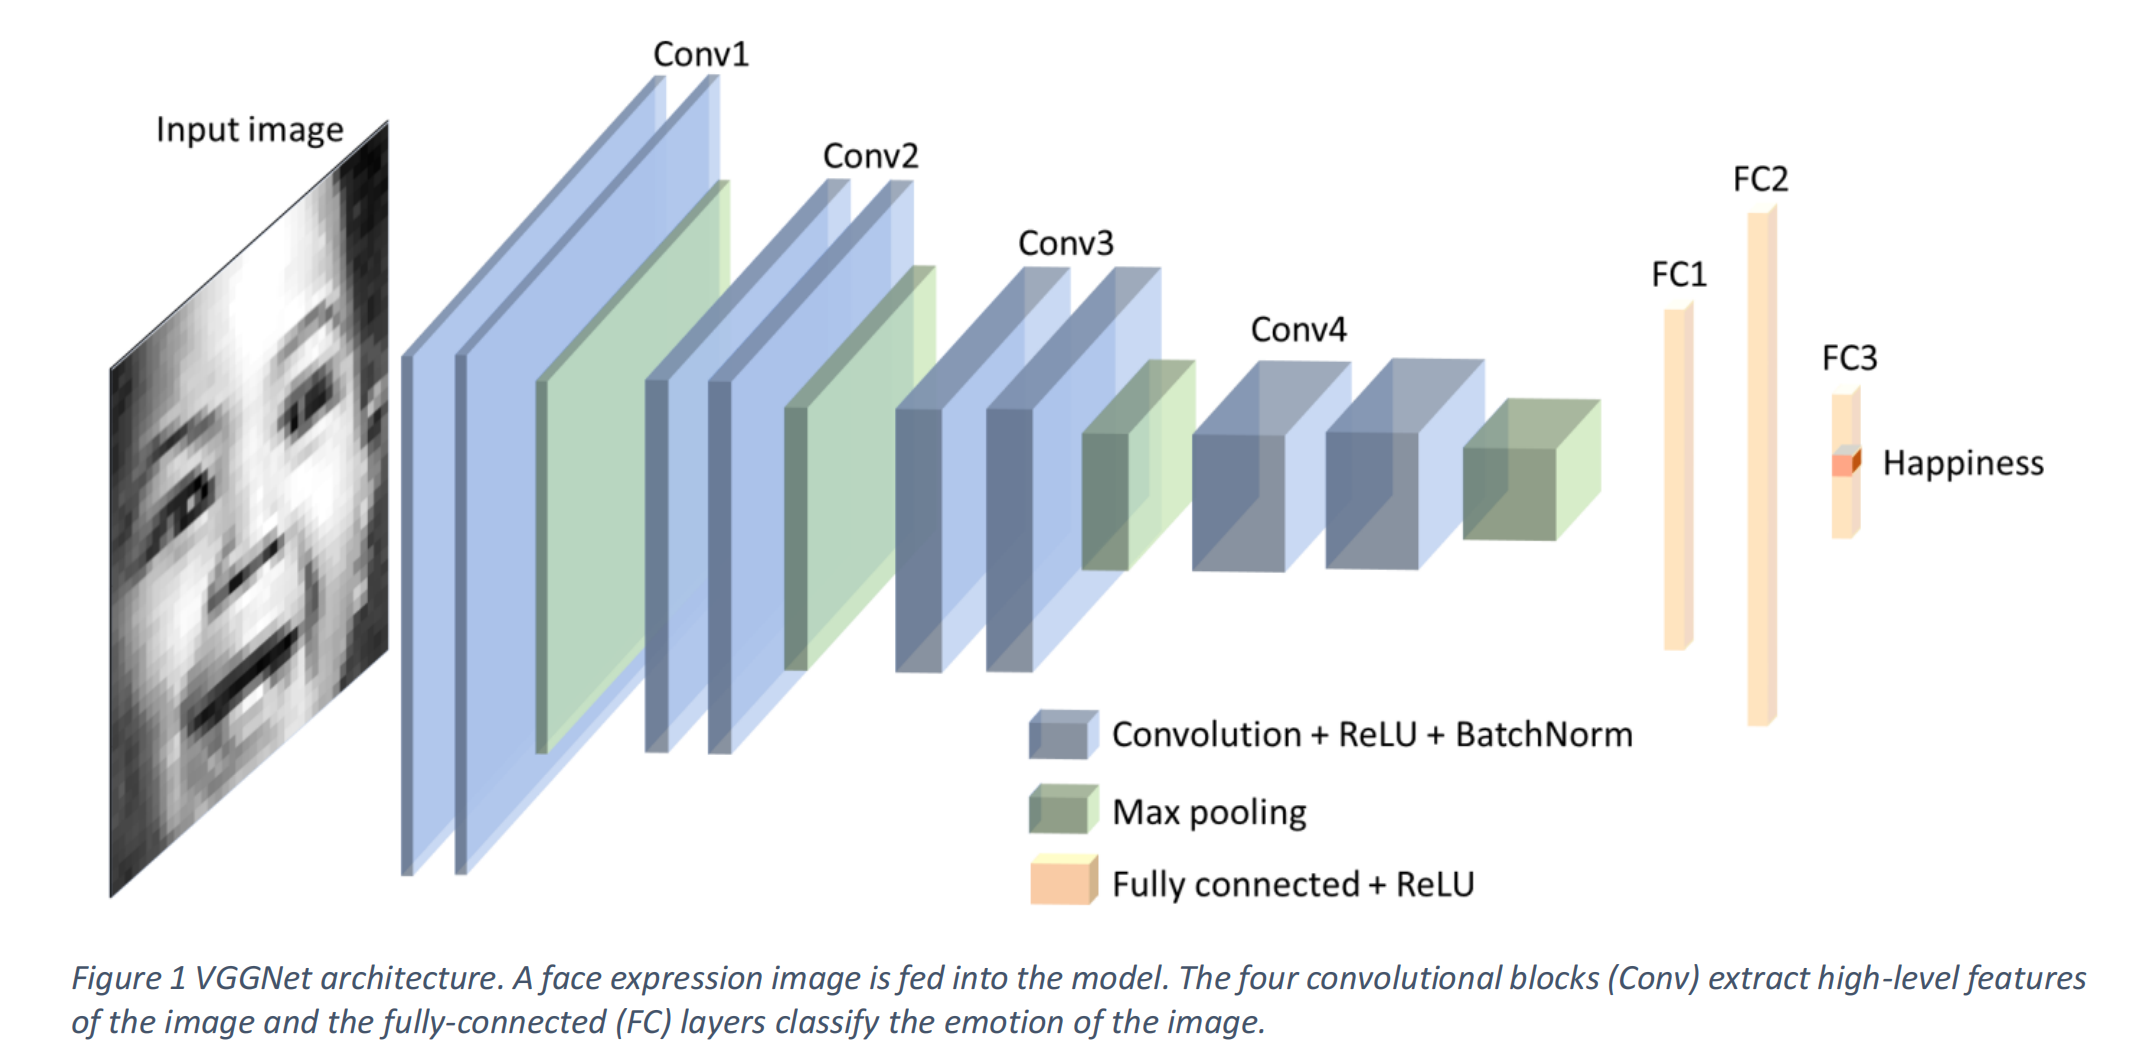 Input image
Conv1
Conv2
Conv3
Conv4
FC1
FC2
FC3
Happiness
Convolution + ReLU + BatchNorm
Max pooling
Fully connected + ReLU
Figure 1 VGGNet architecture. A face expression image is fed into the model. The four convolutional blocks (Conv) extract high-level features
of the image and the fully-connected (FC) layers classify the emotion of the image.